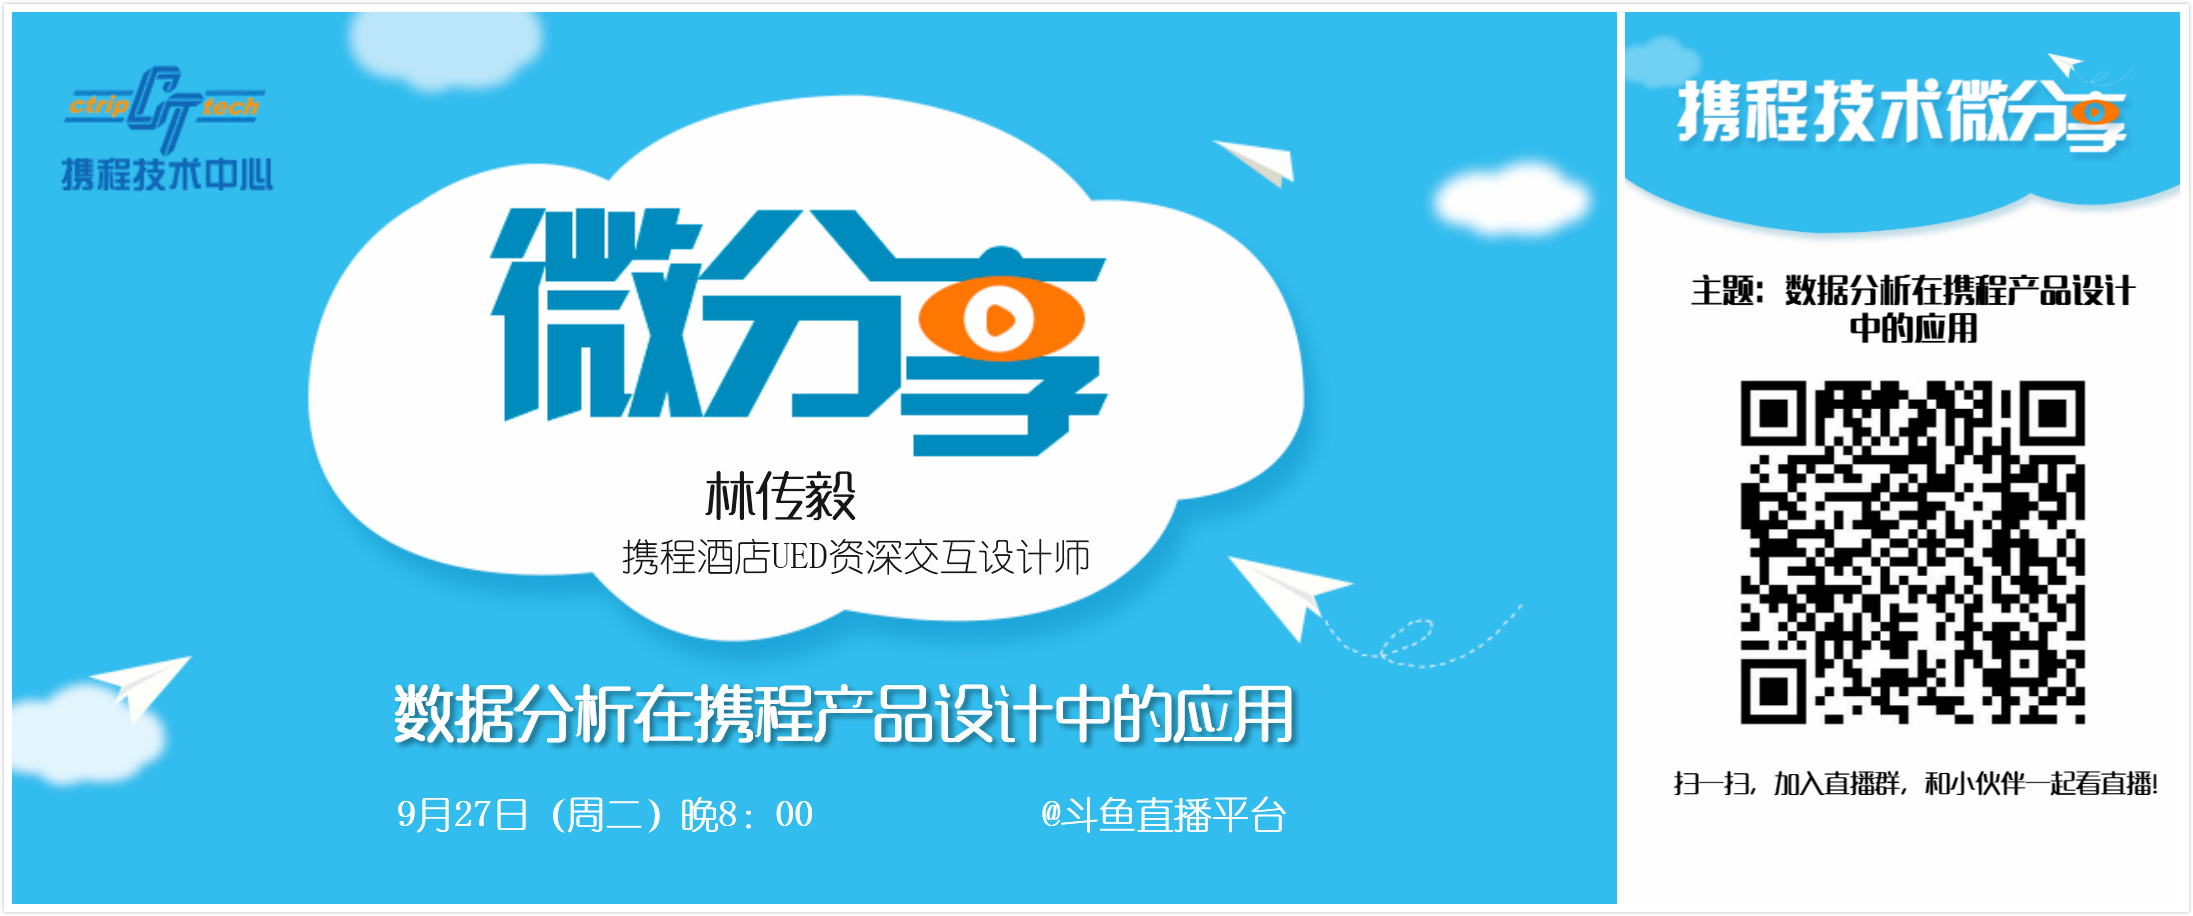 ctrip CT tech
携程技术中心
微分享
林传毅
携程酒店UED资深交互设计师
数据分析在携程产品设计中的应用
9月27日（周二）晚8：00
@斗鱼直播平台
携程技术微分享
主题：数据分析在携程产品设计
中的应用
扫一扫，加入直播群，和小伙伴一起看直播!